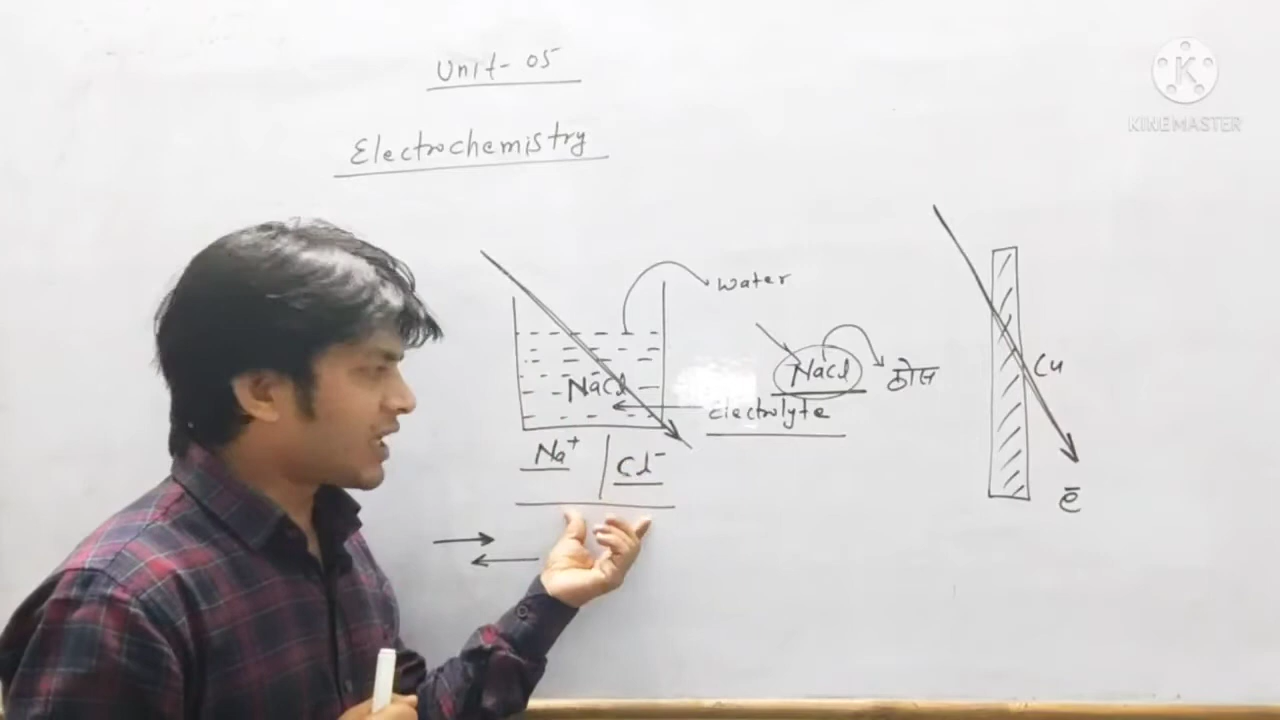 Unit-05
Electrochemistry
K
KINEMASTER
water
NaCl
NaCl
ठोस
Electrolyte
Cu
Na⁺
Cl⁻
ē